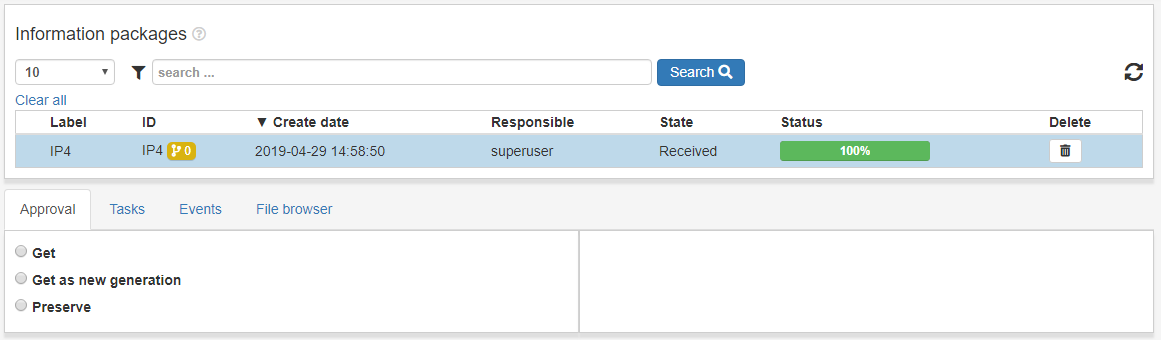 Information packages ?
10 search ... Search
Clear all
Label ID ▼ Create date Responsible State Status Delete
IP4 IP4 0 2019-04-29 14:58:50 superuser Received 100%
Approval Tasks Events File browser
Get
Get as new generation
Preserve